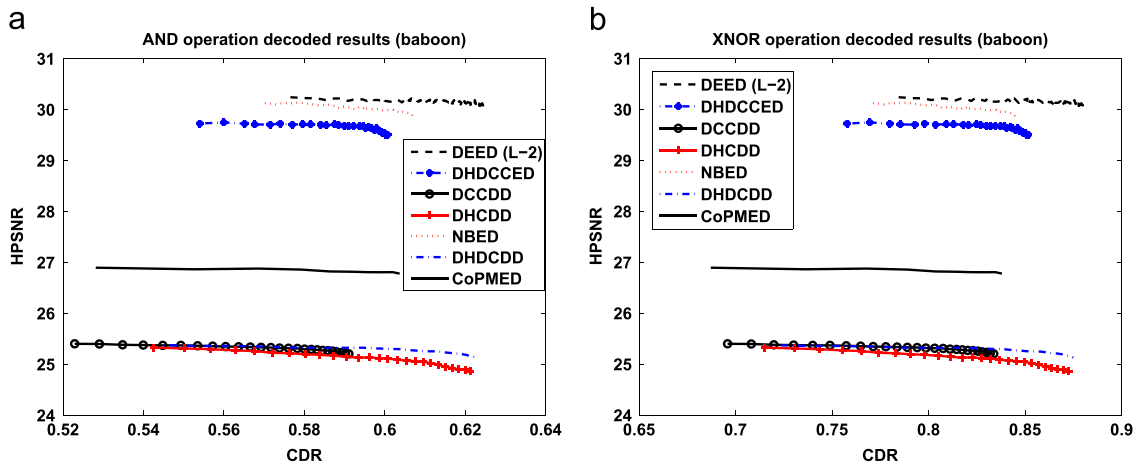 a
AND operation decoded results (baboon)
31
30
29
28
27
26
25
24
HPSNR
0.52
0.54
0.56
0.58
0.6
0.62
0.64
CDR
DEED (L−2)
DHDCCED
DCCDD
DHCDD
NBED
DHDCDD
CoPMED
b
XNOR operation decoded results (baboon)
31
30
29
28
27
26
25
24
HPSNR
0.65
0.7
0.75
0.8
0.85
0.9
CDR
DEED (L−2)
DHDCCED
DCCDD
DHCDD
NBED
DHDCDD
CoPMED